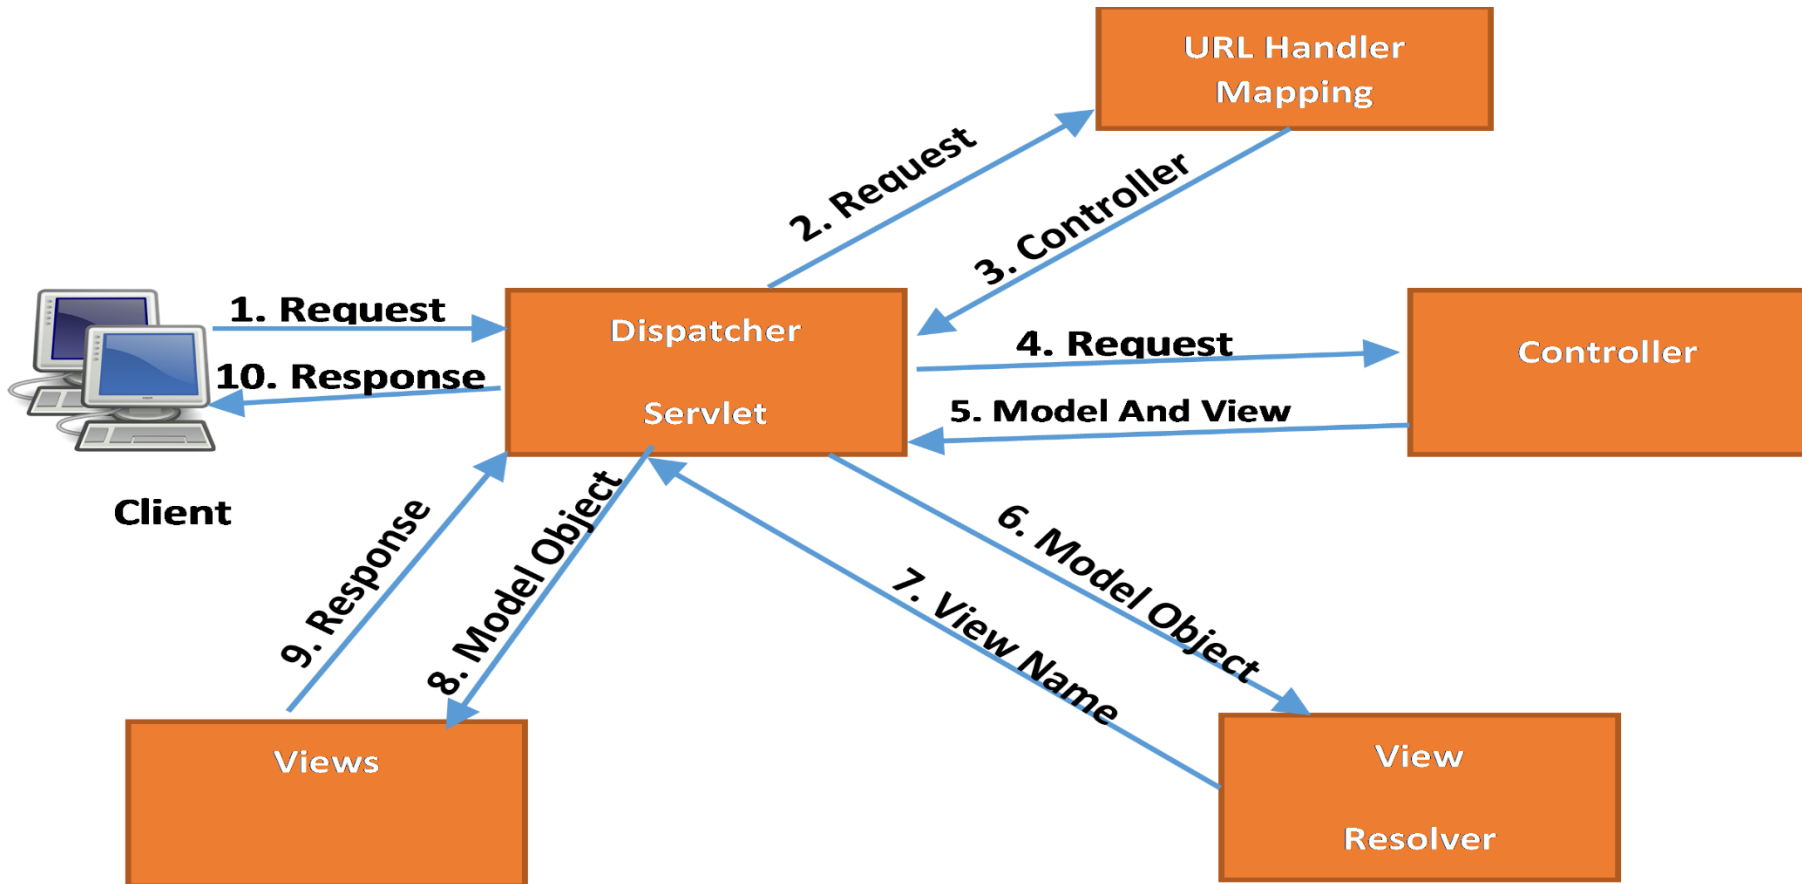 URL Handler
Mapping
2. Request
3. Controller
1. Request
Dispatcher
Servlet
10. Response
4. Request
Controller
5. Model And View
Client
9. Response
8. Model Object
6. Model Object
7. View Name
Views
View
Resolver